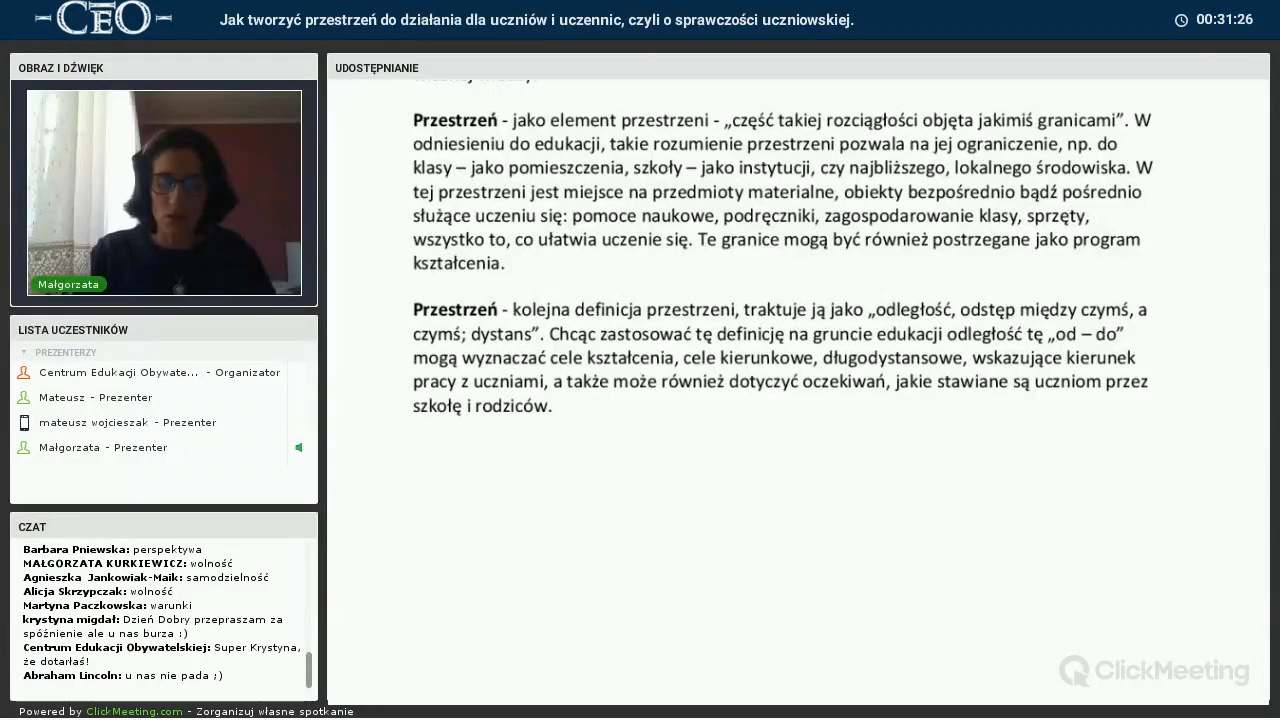 CEO
Jak tworzyć przestrzeń do działania dla uczniów i uczennic, czyli o sprawczości uczniowskiej.
00:31:26
OBRAZ I DŹWIĘK
Małgorzata
LISTA UCZESTNIKÓW
PREZENTERZY
Centrum Edukacji Obywate... - Organizator
Mateusz - Prezenter
mateusz wojcieszak - Prezenter
Małgorzata - Prezenter
CZAT
Barbara Pniewska: perspektywa
MAŁGORZATA KURKIEWICZ: wolność
Agnieszka Jankowiak-Maik: samodzielność
Alicja Skrzypczak: wolność
Martyna Paczkowska: warunki
krystyna migdał: Dzień Dobry przepraszam za
spóźnienie ale u nas burza :)
Centrum Edukacji Obywatelskiej: Super Krystyna,
że dotarłaś!
Abraham Lincoln: u nas nie pada ;)
UDOSTĘPNIANIE
Przestrzeń - jako element przestrzeni - „część takiej rozciągłości objęta jakimiś granicami”. W
odniesieniu do edukacji, takie rozumienie przestrzeni pozwala na jej ograniczenie, np. do
klasy – jako pomieszczenia, szkoły – jako instytucji, czy najbliższego, lokalnego środowiska. W
tej przestrzeni jest miejsce na przedmioty materialne, obiekty bezpośrednio bądź pośrednio
służące uczeniu się: pomoce naukowe, podręczniki, zagospodarowanie klasy, sprzęty,
wszystko to, co ułatwia uczenie się. Te granice mogą być również postrzegane jako program
kształcenia.
Przestrzeń - kolejna definicja przestrzeni, traktuje ją jako „odległość, odstęp między czymś, a
czymś; dystans”. Chcąc zastosować tę definicję na gruncie edukacji odległość tę „od – do”
mogą wyznaczać cele kształcenia, cele kierunkowe, długodystansowe, wskazujące kierunek
pracy z uczniami, a także może również dotyczyć oczekiwań, jakie stawiane są uczniom przez
szkołę i rodziców.
ClickMeeting
Powered by ClickMeeting.com - Zorganizuj własne spotkanie